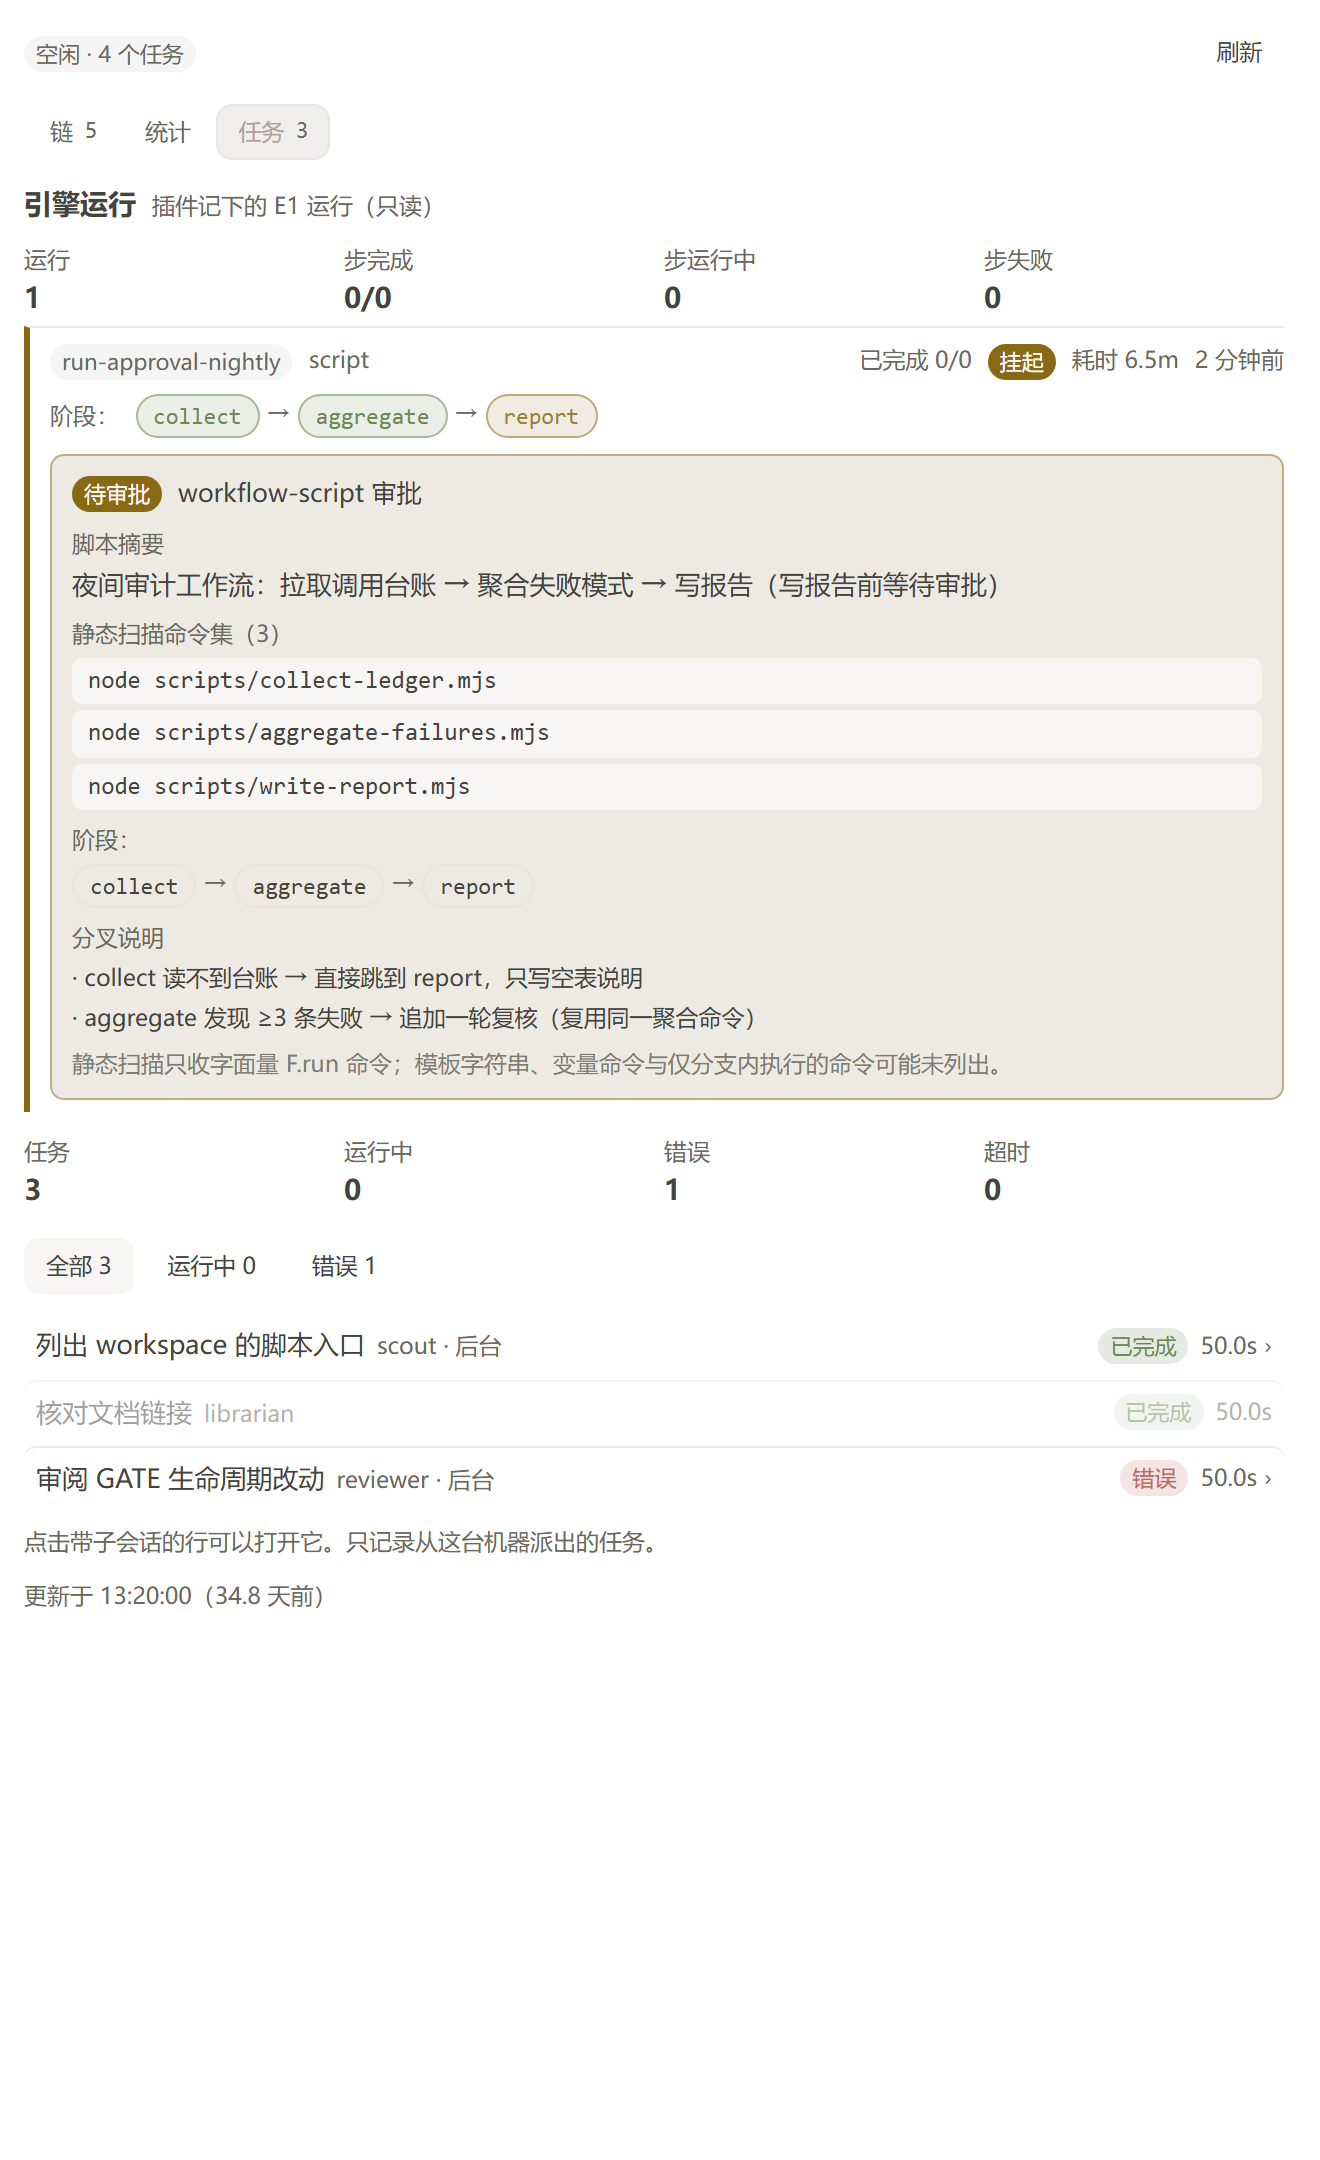 空闲 · 4 个任务
刷新
链 5 统计 任务 3
引擎运行 插件记下的 E1 运行（只读）
运行 步完成 步运行中 步失败
1 0/0 0 0
run-approval-nightly script 已完成 0/0 挂起 耗时 6.5m 2 分钟前
阶段： collect → aggregate → report
待审批 workflow-script 审批
脚本摘要
夜间审计工作流：拉取调用台账 → 聚合失败模式 → 写报告（写报告前等待审批）
静态扫描命令集（3）
node scripts/collect-ledger.mjs
node scripts/aggregate-failures.mjs
node scripts/write-report.mjs
阶段：
collect → aggregate → report
分叉说明
· collect 读不到台账 → 直接跳到 report，只写空表说明
· aggregate 发现 ≥3 条失败 → 追加一轮复核（复用同一聚合命令）
静态扫描只收字面量 F.run 命令；模板字符串、变量命令与仅分支内执行的命令可能未列出。
任务 运行中 错误 超时
3 0 1 0
全部 3 运行中 0 错误 1
列出 workspace 的脚本入口 scout · 后台 已完成 50.0s ›
核对文档链接 librarian 已完成 50.0s
审阅 GATE 生命周期改动 reviewer · 后台 错误 50.0s ›
点击带子会话的行可以打开它。只记录从这台机器派出的任务。
更新于 13:20:00（34.8 天前）